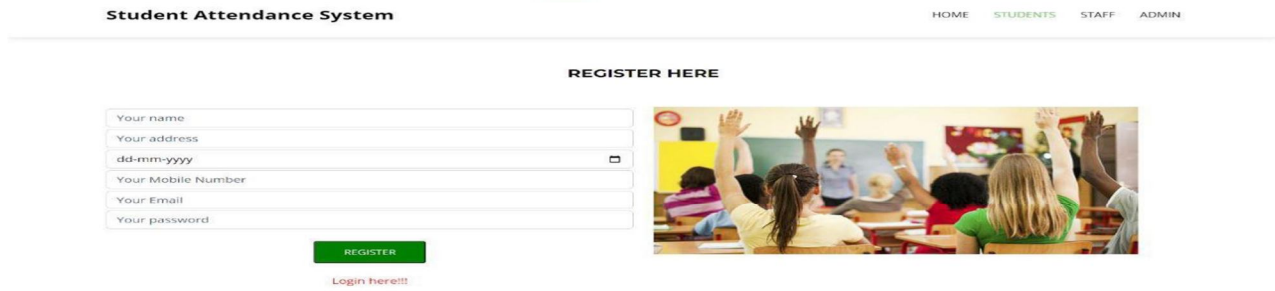 Student Attendance System
HOME STUDENTS STAFF ADMIN
REGISTER HERE
Your name
Your address
dd-mm-yyyy
Your Mobile Number
Your Email
Your password
REGISTER
Login here!!!